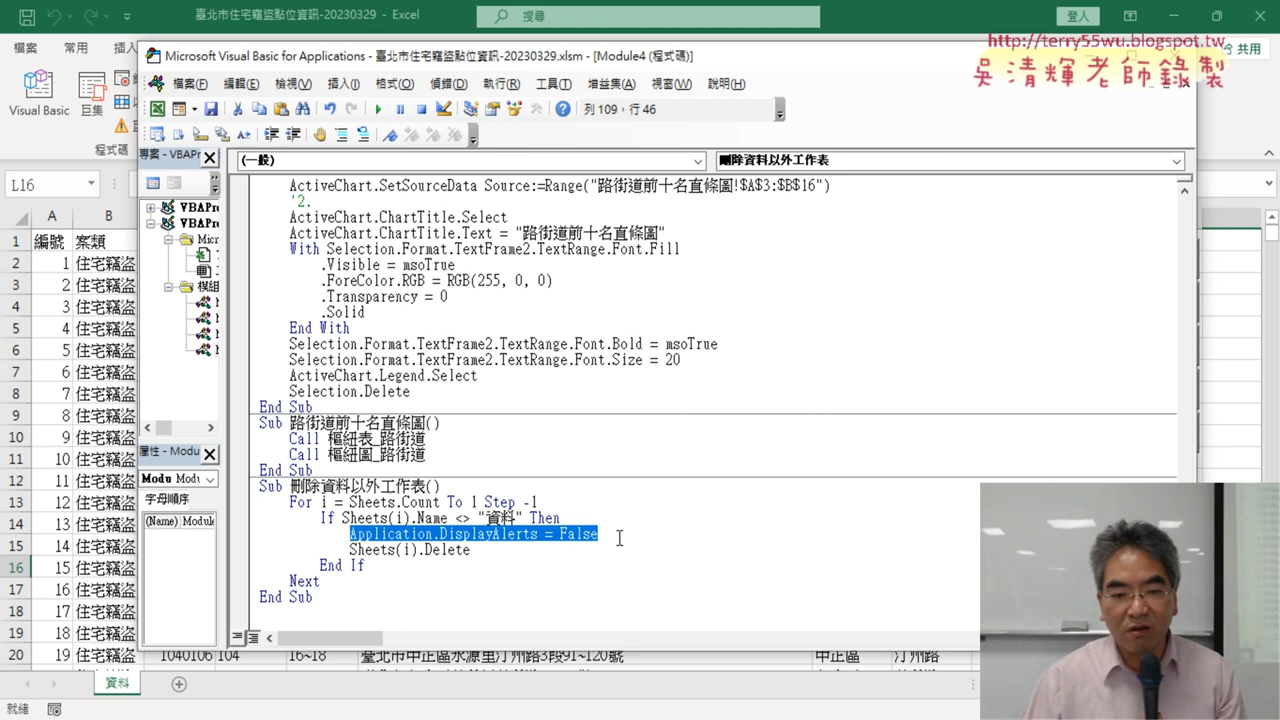 臺北市住宅竊盜點位資訊-20230329 - Excel
搜尋
登入
檔案
常用
插入
共用
http://terry55wu.blogspot.tw
吳清輝老師錄製
Microsoft Visual Basic for Applications - 臺北市住宅竊盜點位資訊-20230329.xlsm - [Module4 (程式碼)]
檔案(F) 編輯(E) 檢視(V) 插入(I) 格式(O) 偵錯(D) 執行(R) 工具(T) 增益集(A) 視窗(W) 說明(H)
列 109，行 46
Visual Basic
巨集
程式碼
專案 - VBAPr
(一般)
刪除資料以外工作表
L16
VBAPro
VBAPro
Micr
模組
屬性 - Modu
Modu Modu
字母順序
(Name) Module
ActiveChart.SetSourceData Source:=Range("路街道前十名直條圖!$A$3:$B$16")
'2.
ActiveChart.ChartTitle.Select
ActiveChart.ChartTitle.Text = "路街道前十名直條圖"
With Selection.Format.TextFrame2.TextRange.Font.Fill
.Visible = msoTrue
.ForeColor.RGB = RGB(255, 0, 0)
.Transparency = 0
.Solid
End With
Selection.Format.TextFrame2.TextRange.Font.Bold = msoTrue
Selection.Format.TextFrame2.TextRange.Font.Size = 20
ActiveChart.Legend.Select
Selection.Delete
End Sub
Sub 路街道前十名直條圖()
Call 樞紐表_路街道
Call 樞紐圖_路街道
End Sub
Sub 刪除資料以外工作表()
For i = Sheets.Count To 1 Step -1
If Sheets(i).Name <> "資料" Then
Application.DisplayAlerts = False
Sheets(i).Delete
End If
Next
End Sub
A B
1 編號 案類
2 1 住宅竊盜
3 2 住宅竊盜
4 3 住宅竊盜
5 4 住宅竊盜
6 5 住宅竊盜
7 6 住宅竊盜
8 7 住宅竊盜
9 8 住宅竊盜
10 9 住宅竊盜
11 10 住宅竊盜
12 11 住宅竊盜
13 12 住宅竊盜
14 13 住宅竊盜
15 14 住宅竊盜
16 15 住宅竊盜
17 16 住宅竊盜
18 17 住宅竊盜
19 18 住宅竊盜
20 19 住宅竊盜 1040106 104 16~18 臺北市中正區水源里汀州路3段91~120號 中正區 汀州路
資料
就緒